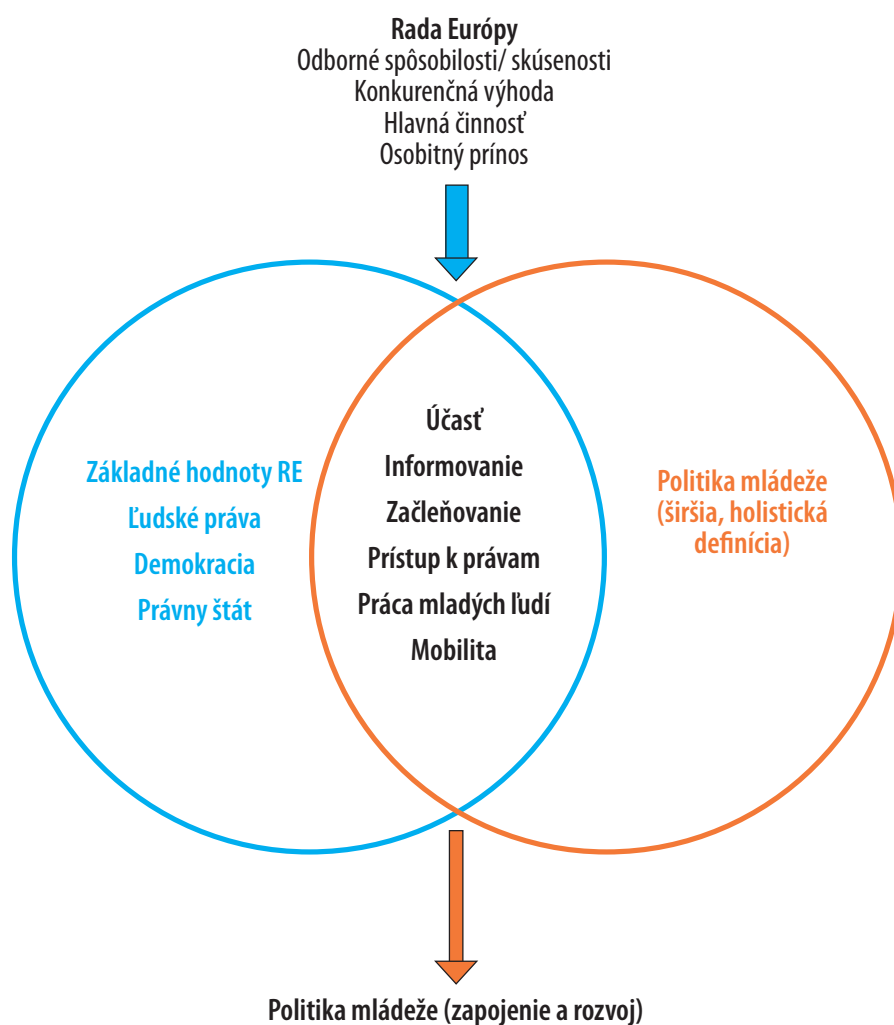 Rada Európy
Odborné spôsobilosti/ skúsenosti
Konkurenčná výhoda
Hlavná činnosť
Osobitný prínos
Základné hodnoty RE
Ľudské práva
Demokracia
Právny štát
Účasť
Informovanie
Začleňovanie
Prístup k právam
Práca mladých ľudí
Mobilita
Politika mládeže
(širšia, holistická
definícia)
Politika mládeže (zapojenie a rozvoj)